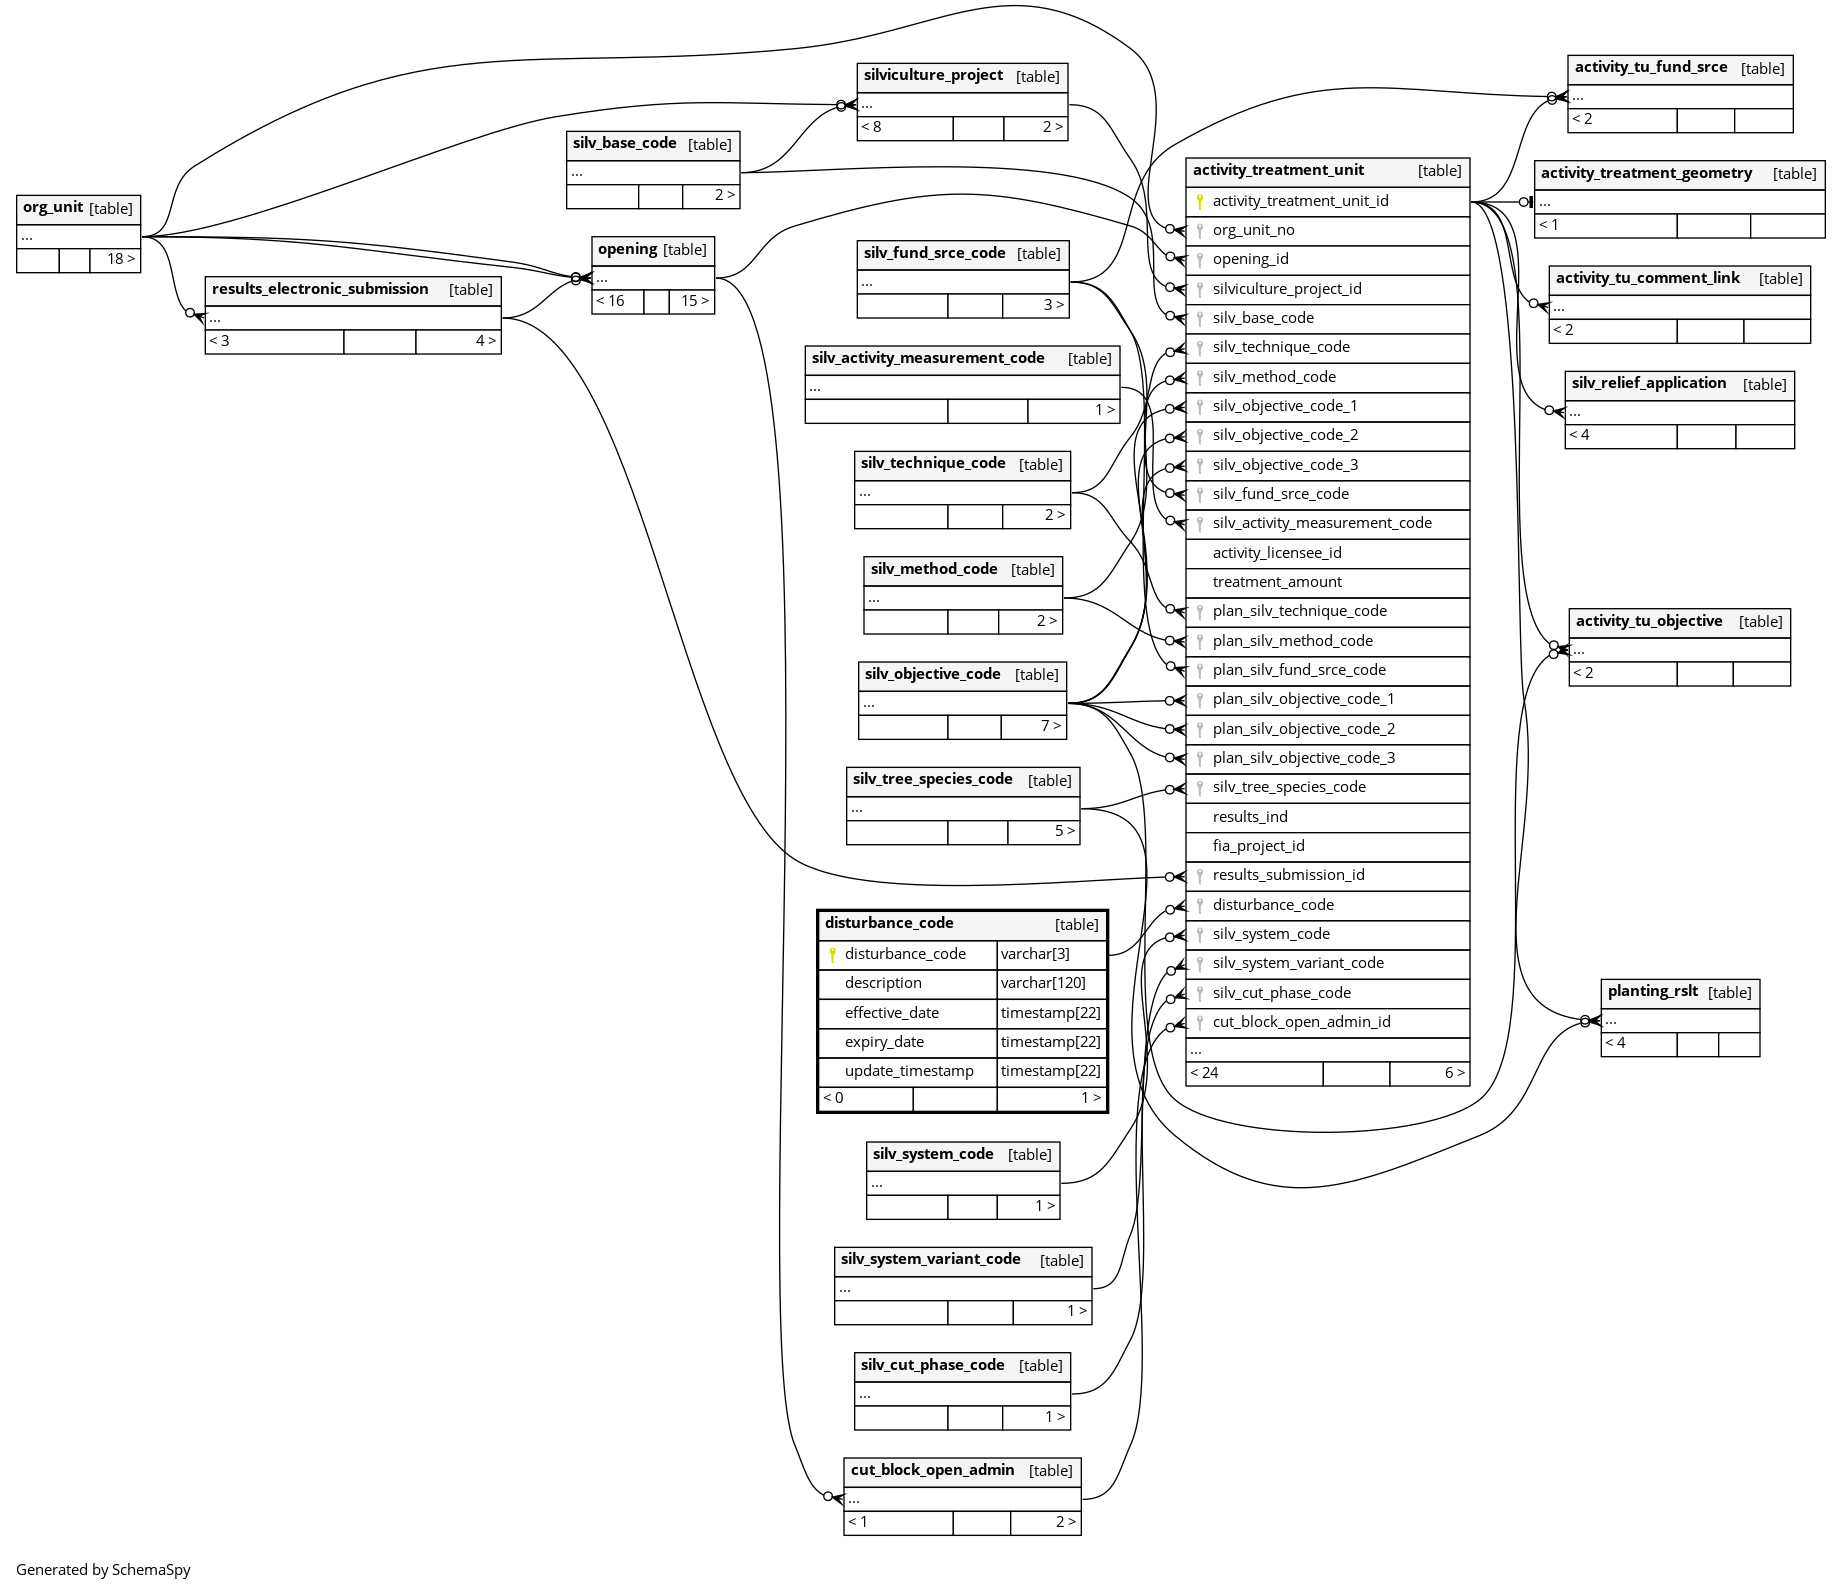 org_unit [table]
...
18 >
results_electronic_submission [table]
...
< 3 4 >
silv_base_code [table]
...
2 >
opening [table]
...
< 16 15 >
silviculture_project [table]
...
< 8 2 >
silv_fund_srce_code [table]
...
3 >
silv_activity_measurement_code [table]
...
1 >
silv_technique_code [table]
...
2 >
silv_method_code [table]
...
2 >
silv_objective_code [table]
...
7 >
silv_tree_species_code [table]
...
5 >
disturbance_code [table]
disturbance_code varchar[3]
description varchar[120]
effective_date timestamp[22]
expiry_date timestamp[22]
update_timestamp timestamp[22]
< 0 1 >
silv_system_code [table]
...
1 >
silv_system_variant_code [table]
...
1 >
silv_cut_phase_code [table]
...
1 >
cut_block_open_admin [table]
...
< 1 2 >
activity_treatment_unit [table]
activity_treatment_unit_id
org_unit_no
opening_id
silviculture_project_id
silv_base_code
silv_technique_code
silv_method_code
silv_objective_code_1
silv_objective_code_2
silv_objective_code_3
silv_fund_srce_code
silv_activity_measurement_code
activity_licensee_id
treatment_amount
plan_silv_technique_code
plan_silv_method_code
plan_silv_fund_srce_code
plan_silv_objective_code_1
plan_silv_objective_code_2
plan_silv_objective_code_3
silv_tree_species_code
results_ind
fia_project_id
results_submission_id
disturbance_code
silv_system_code
silv_system_variant_code
silv_cut_phase_code
cut_block_open_admin_id
...
< 24 6 >
activity_tu_fund_srce [table]
...
< 2
activity_treatment_geometry [table]
...
< 1
activity_tu_comment_link [table]
...
< 2
silv_relief_application [table]
...
< 4
activity_tu_objective [table]
...
< 2
planting_rslt [table]
...
< 4
Generated by SchemaSpy